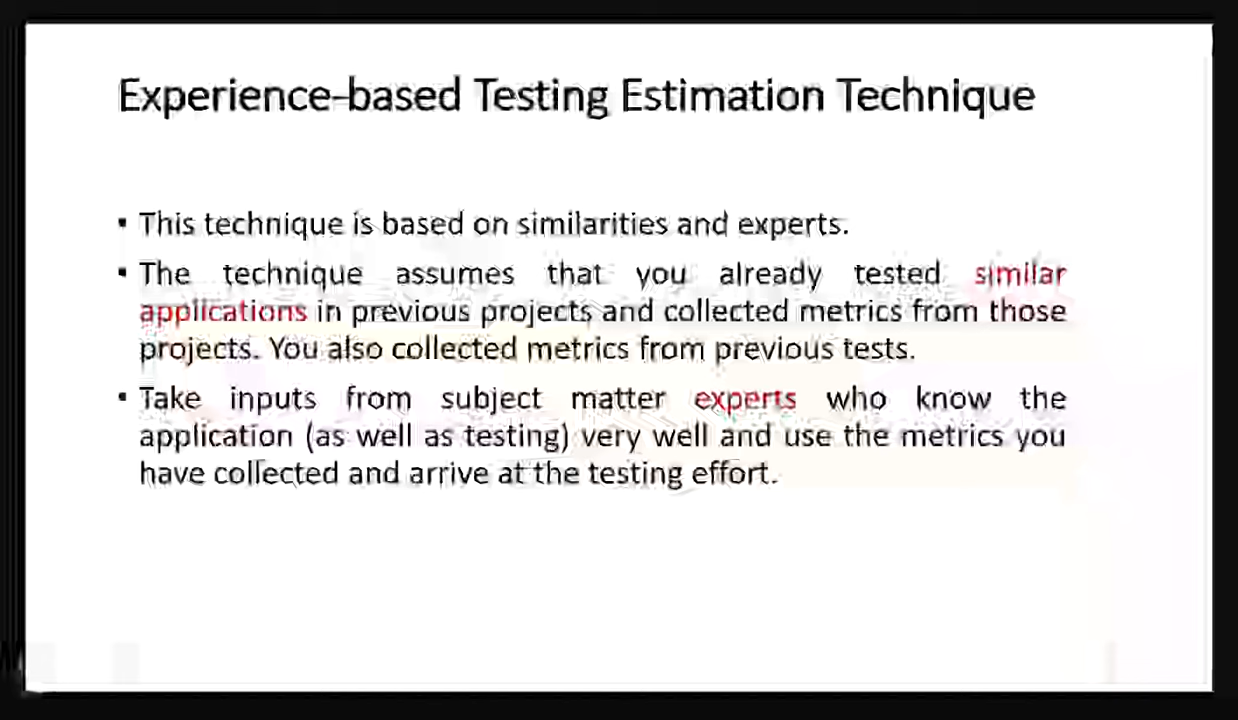 Experience-based Testing Estimation Technique
▪ This technique is based on similarities and experts.
▪ The technique assumes that you already tested similar
applications in previous projects and collected metrics from those
projects. You also collected metrics from previous tests.
▪ Take inputs from subject matter experts who know the
application (as well as testing) very well and use the metrics you
have collected and arrive at the testing effort.